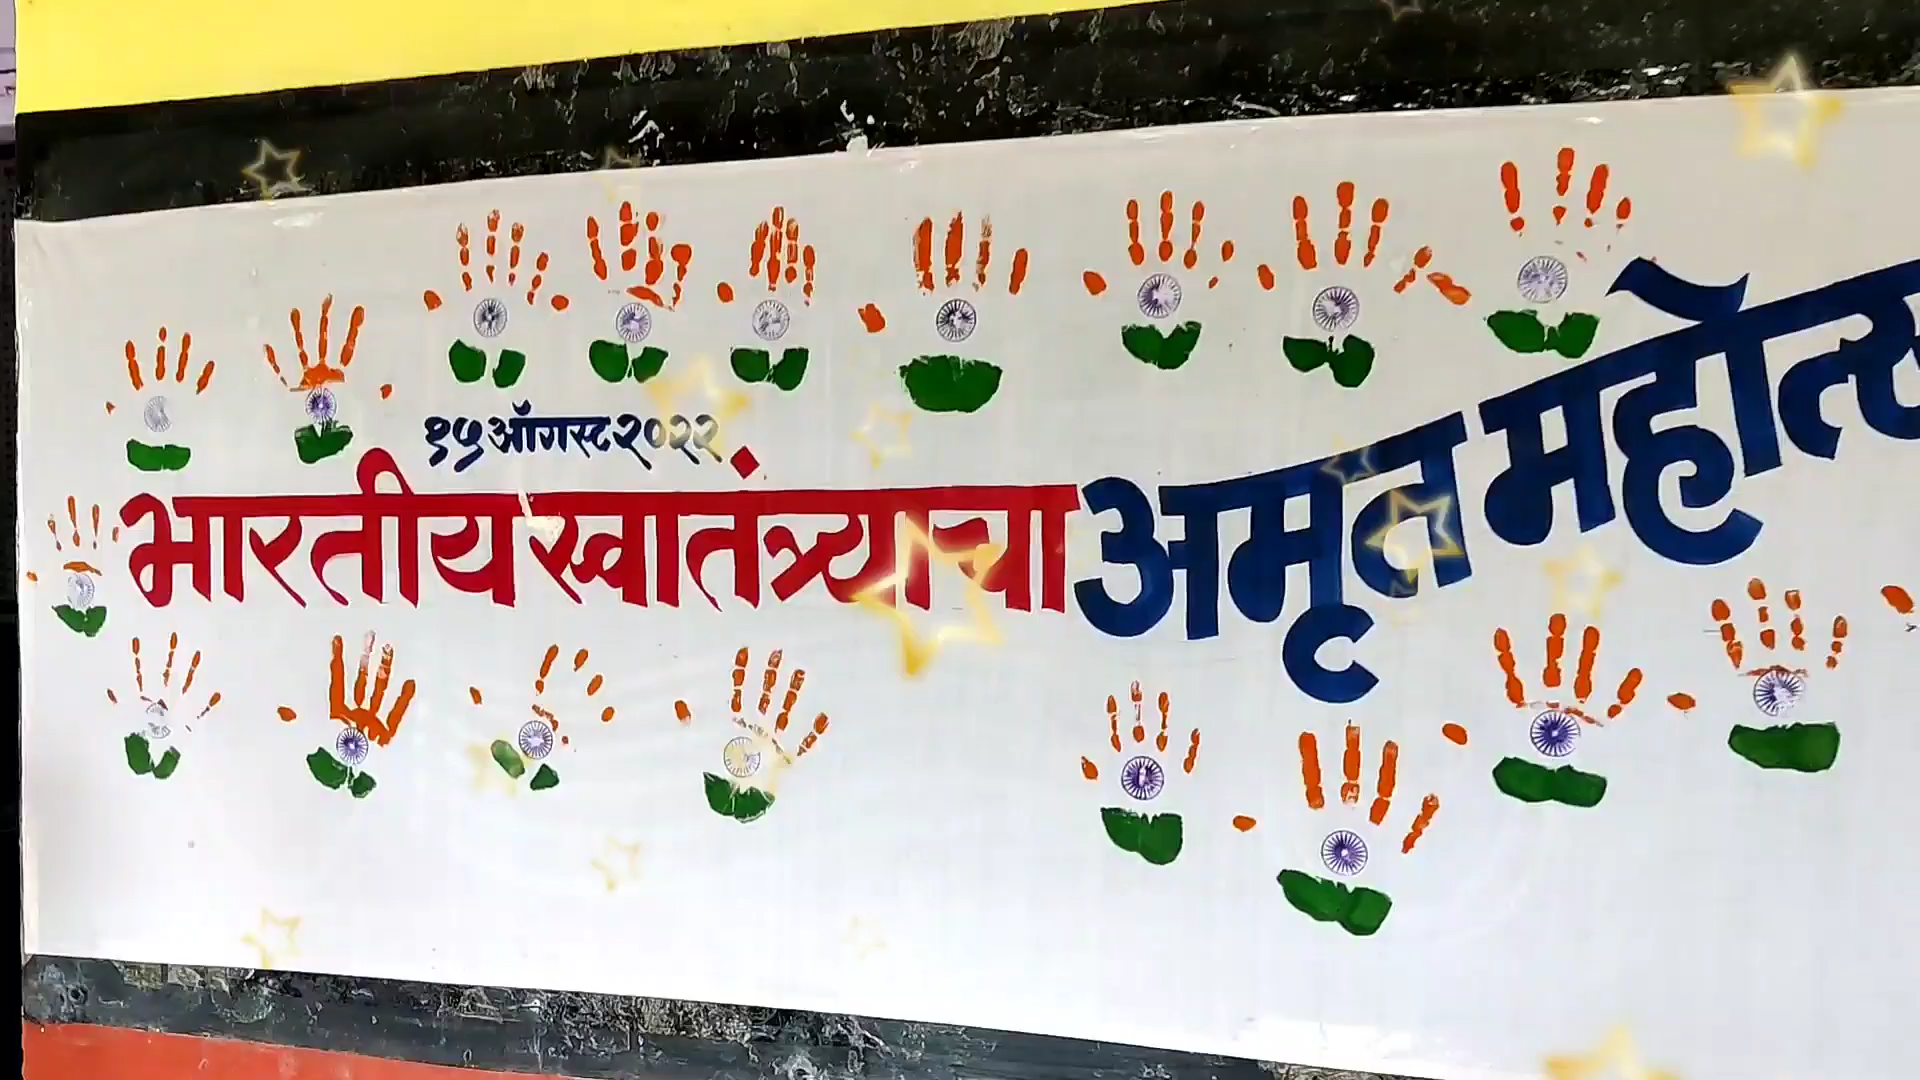 १५ ऑगस्ट २०२२
भारतीय स्वातंत्र्याचा अमृत महोत्स